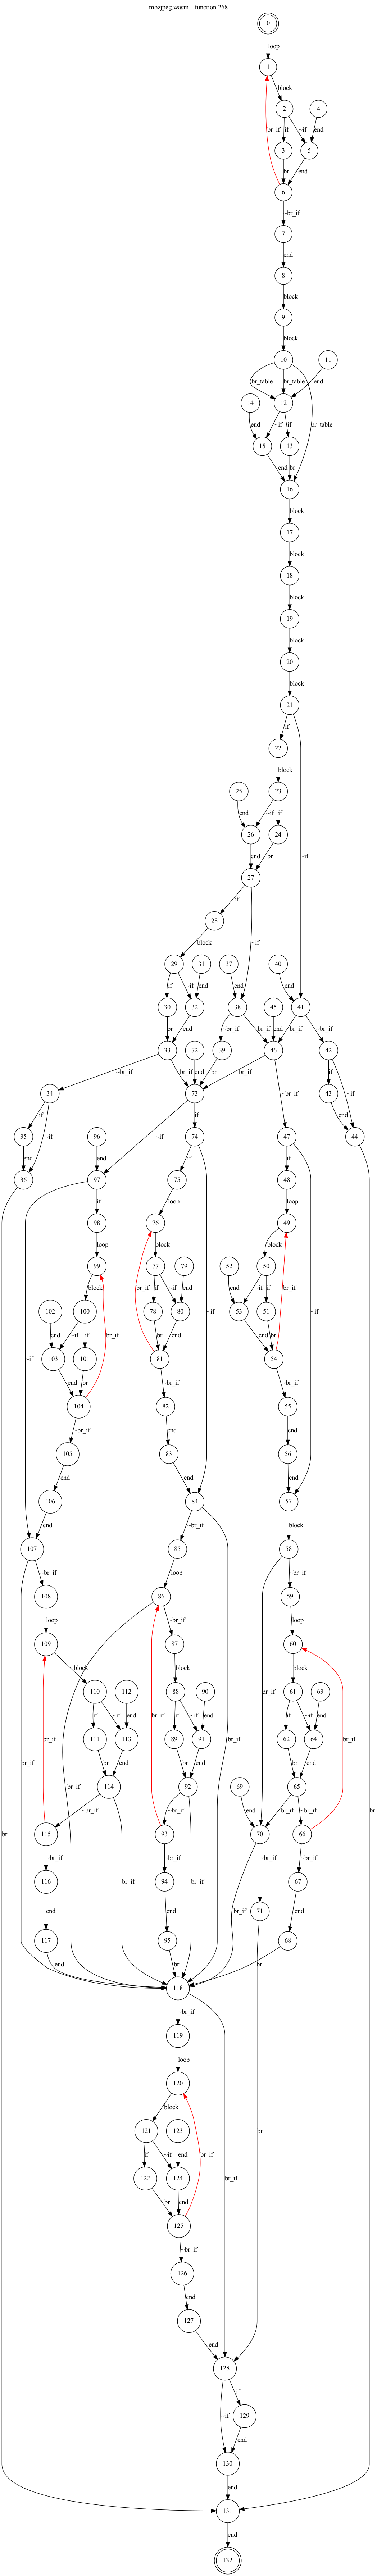 mozjpeg.wasm - function 268
0
loop
1
block
2
4
br_if
if
~if
end
3
5
br
end
6
~br_if
7
end
8
block
9
block
10
11
br_table
br_table
end
14
12
br_table
end
~if
if
15
13
end
br
16
block
17
block
18
block
19
block
20
block
21
if
22
block
25
23
~if
end
~if
if
26
24
end
br
27
if
28
~if
block
29
31
37
40
if
~if
end
end
end
30
32
38
45
41
br
end
~br_if
br_if
end
br_if
~br_if
33
72
39
46
42
~br_if
br_if
end
br
br_if
if
34
73
43
~if
if
~if
if
~br_if
end
35
96
74
47
44
end
end
if
if
36
97
75
48
if
loop
loop
98
76
49
loop
block
block
99
77
79
52
50
block
br_if
if
~if
end
end
~if
if
br_if
102
100
78
80
53
51
end
~if
if
br_if
~if
~if
br
end
end
br
103
101
81
54
end
br
~br_if
~br_if
~if
104
82
55
~br_if
end
end
105
83
56
end
end
end
106
84
57
end
~br_if
block
107
85
58
~br_if
loop
br_if
~br_if
108
86
59
loop
~br_if
loop
109
87
60
block
block
block
110
112
88
90
61
63
br_if
if
~if
end
br_if
if
~if
end
br_if
if
~if
end
br_if
br_if
111
113
89
91
62
64
br_if
br
end
br
end
br
end
114
92
69
65
~br_if
br_if
~br_if
br_if
end
br_if
~br_if
br
br
115
93
70
66
~br_if
~br_if
~br_if
~br_if
116
94
71
67
end
end
br_if
end
117
95
68
end
br
br
118
~br_if
119
loop
120
block
br
121
123
if
~if
end
br_if
br_if
122
124
br
end
125
~br_if
126
end
127
end
128
if
~if
129
end
130
end
131
end
132